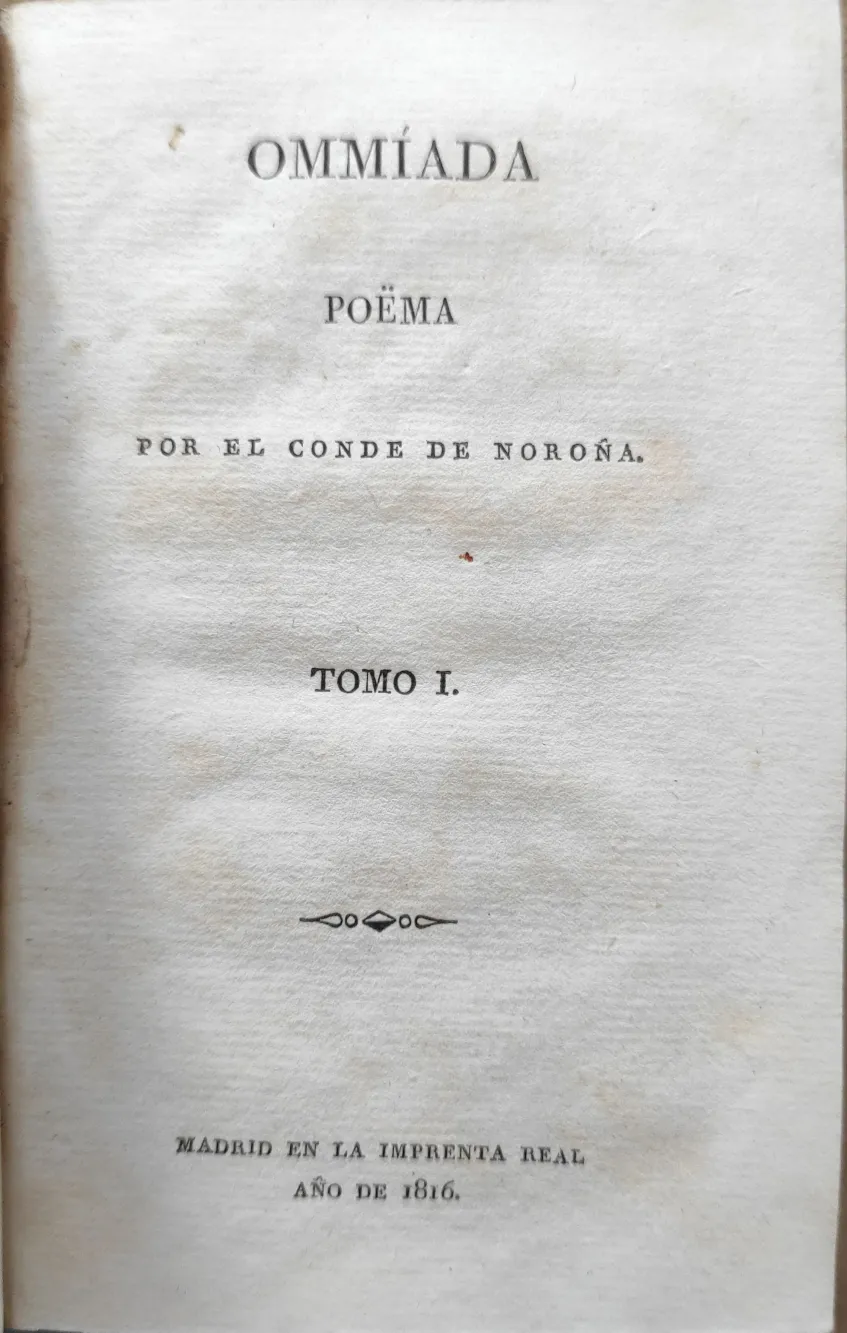 OMMÍADA
POËMA
POR EL CONDE DE NOROÑA.
TOMO I.
MADRID EN LA IMPRENTA REAL
AÑO DE 1816.